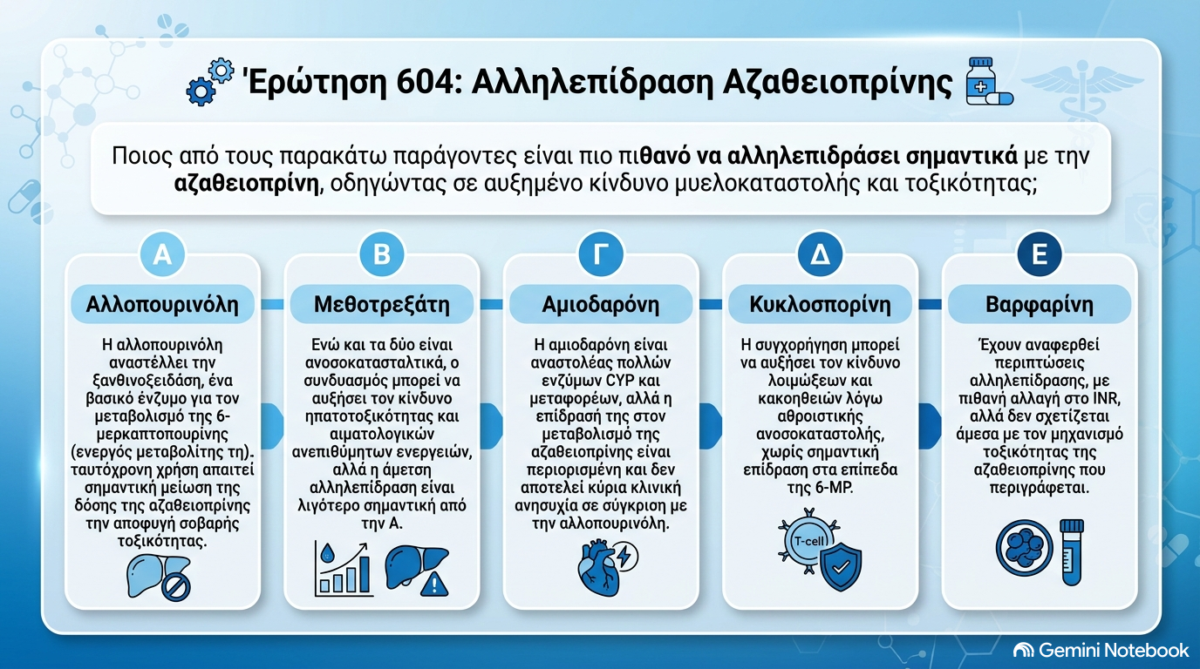 'Ερώτηση 604: Αλληλεπίδραση Αζαθειοπρίνης
Ποιος από τους παρακάτω παράγοντες είναι πιο πιθανό να αλληλεπιδράσει σημαντικά με την
αζαθειοπρίνη, οδηγώντας σε αυξημένο κίνδυνο μυελοκαταστολής και τοξικότητας;
Α
Αλλοπουρινόλη
Η αλλοπουρινόλη
αναστέλλει την
ξανθινοξειδάση, ένα
βασικό ένζυμο για τον
μεταβολισμό της 6-
μερκαπτοπουρίνης
(ενεργός μεταβολίτης τη).
ταυτόχρονη χρήση απαιτεί
σημαντική μείωση της
δόσης της αζαθειοπρίνης
την αποφυγή σοβαρής
τοξικότητας.
Β
Μεθοτρεξάτη
Ενώ και τα δύο είναι
ανοσοκατασταλτικά, ο
συνδυασμός μπορεί να
αυξήσει τον κίνδυνο
ηπατοτοξικότητας και
αιματολογικών
ανεπιθύμητων ενεργειών,
αλλά η άμετση
αλληλεπίδραση είναι
λιγότερο σημαντική από
την Α.
Γ
Αμιοδαρόνη
Η αμιοδαρόνη είναι
αναστολέας πολλών
ενζύμων CYP και
μεταφορέων, αλλά η
επίδρασή της στον
μεταβολισμό της
αζαθειοπρίνης είναι
περιορισμένη και δεν
αποτελεί κύρια κλινική
ανησυχία σε σύγκριση με
την αλλοπουρινόλη.
Δ
Κυκλοσπορίνη
Η συγχορήγηση μπορεί
να αυξήσει τον κίνδυνο
λοιμώξεων και
κακοηθειών λόγω
αθροιστικής
ανοσοκαταστολής,
χωρίς σημαντική
επίδραση στα επίπεδα
της 6-MP.
T-cell
Ε
Βαρφαρίνη
Έχουν αναφερθεί
περιπτώσεις
αλληλεπίδρασης, με
πιθανή αλλαγή στο INR,
αλλά δεν σχετίζεται
άμεσα με τον μηχανισμό
τοξικότητας της
αζαθειοπρίνης που
περιγράφεται.
Gemini Notebook